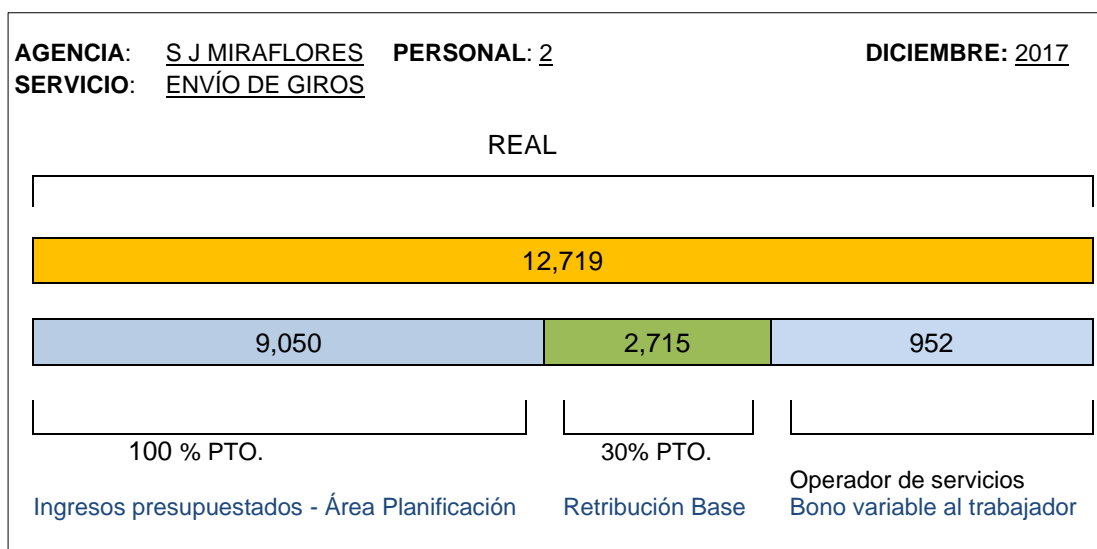 AGENCIA: S J MIRAFLORES PERSONAL: 2 DICIEMBRE: 2017
SERVICIO: ENVÍO DE GIROS
REAL
12,719
9,050 2,715 952
100 % PTO. 30% PTO.
Operador de servicios
Ingresos presupuestados - Área Planificación Retribución Base Bono variable al trabajador